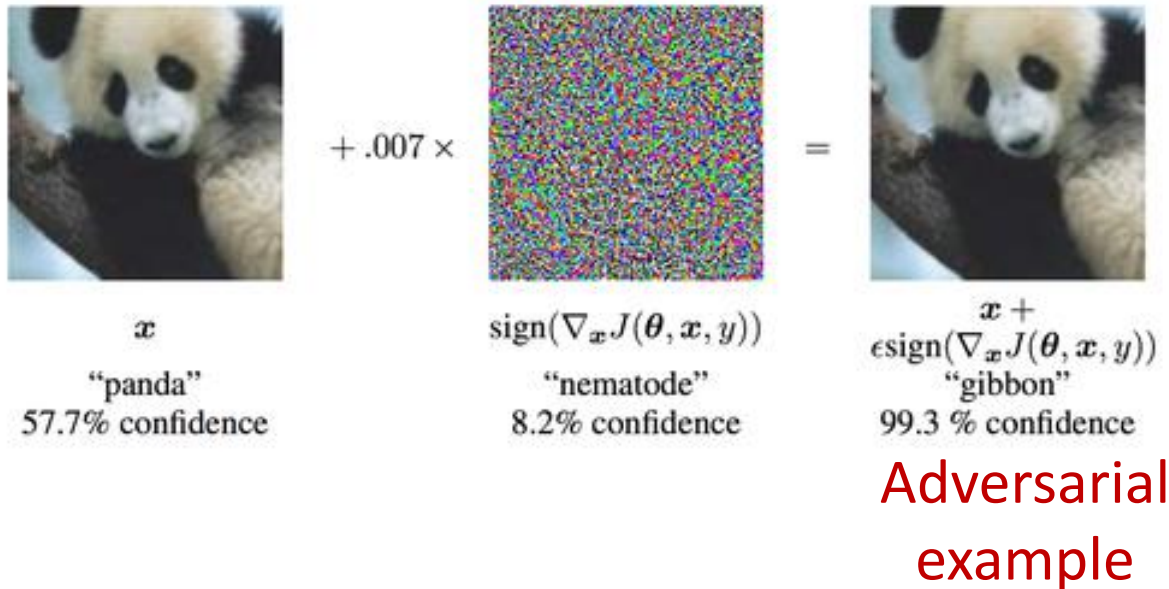 + .007 ×
=
x
“panda”
57.7% confidence
sign(∇ₓJ(θ, x, y))
“nematode”
8.2% confidence
x +
ϵsign(∇ₓJ(θ, x, y))
“gibbon”
99.3 % confidence
Adversarial
example